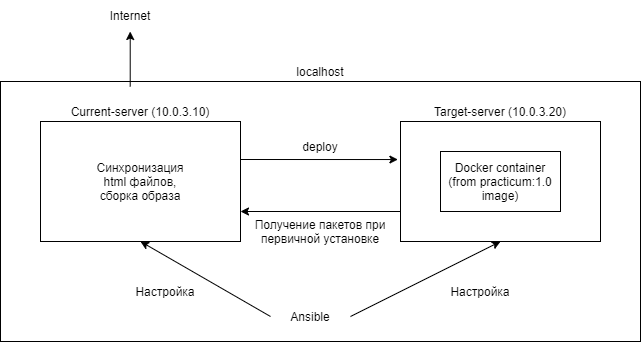 Internet
localhost
Current-server (10.0.3.10)
Target-server (10.0.3.20)
Синхронизация
html файлов,
сборка образа
deploy
Docker container
(from practicum:1.0
image)
Получение пакетов при
первичной установке
Настройка
Настройка
Ansible